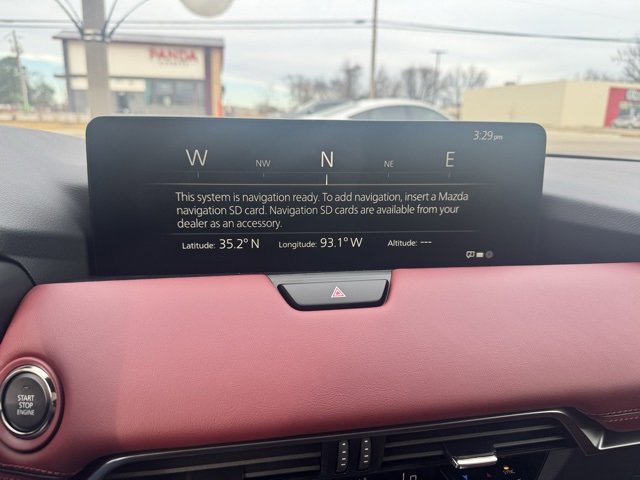 PANDA
3:29 pm
W NW N NE E
This system is navigation ready. To add navigation, insert a Mazda
navigation SD card. Navigation SD cards are available from your
dealer as an accessory.
Latitude: 35.2° N Longitude: 93.1° W Altitude: ---
START
STOP
ENGINE